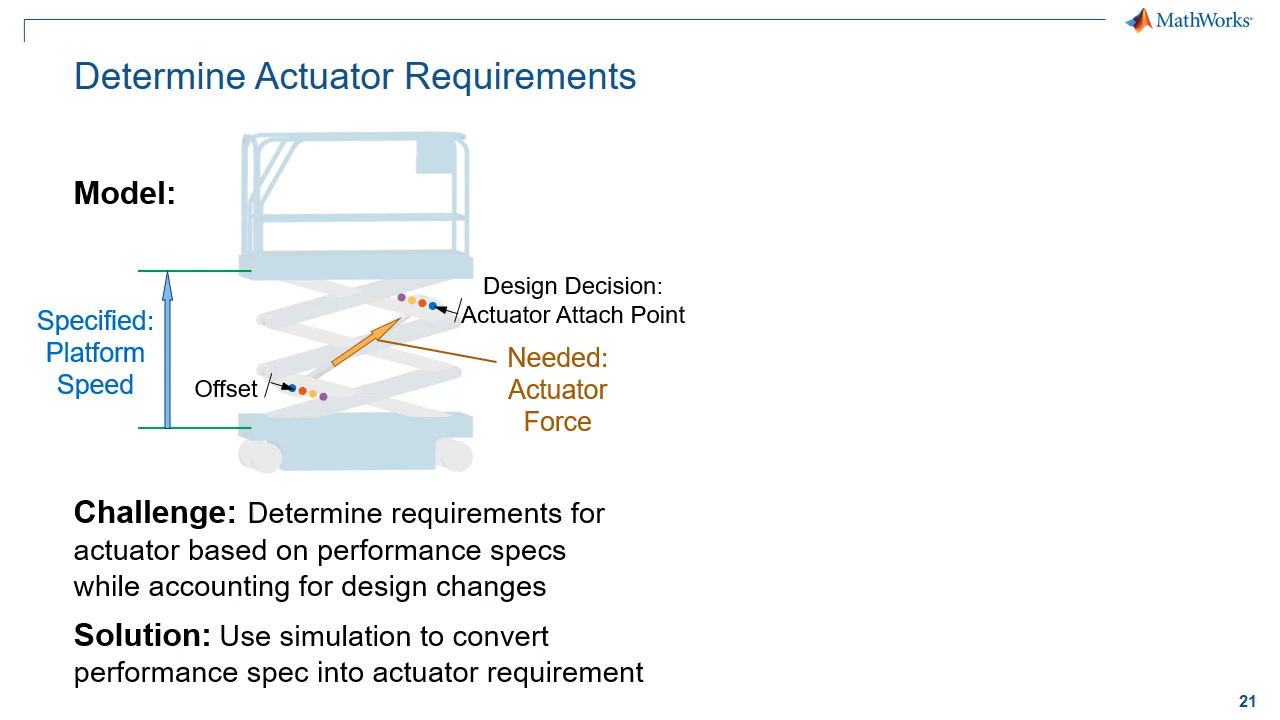 MathWorks
Determine Actuator Requirements
Model:
Design Decision:
Actuator Attach Point
Specified:
Platform
Speed
Needed:
Actuator
Force
Offset
Challenge: Determine requirements for
actuator based on performance specs
while accounting for design changes
Solution: Use simulation to convert
performance spec into actuator requirement
21